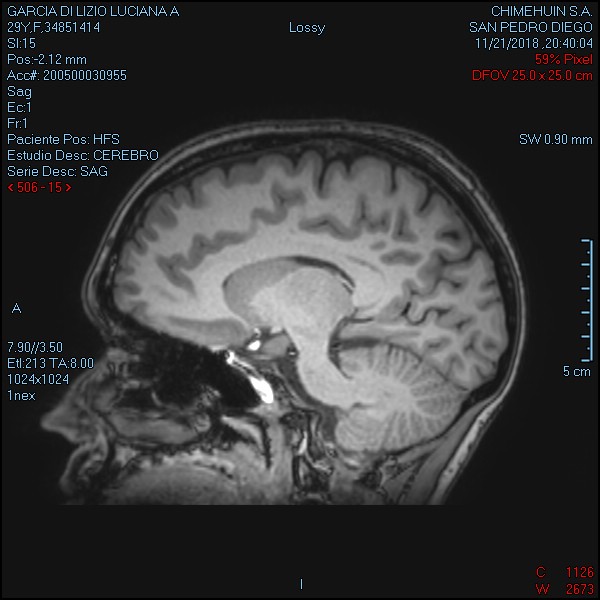 GARCIA DI LIZIO LUCIANA A
29Y,F,34851414
Sl:15
Pos:-2.12 mm
Acc#: 200500030955
Sag
Ec:1
Fr:1
Paciente Pos: HFS
Estudio Desc: CEREBRO
Serie Desc: SAG
< 506 - 15 >
Lossy
CHIMEHUIN S.A.
SAN PEDRO DIEGO
11/21/2018 ,20:40:04
59% Pixel
DFOV 25.0 x 25.0 cm
SW 0.90 mm
A
7.90//3.50
Etl:213 TA:8.00
1024x1024
1nex
5 cm
I
C 1126
W 2673